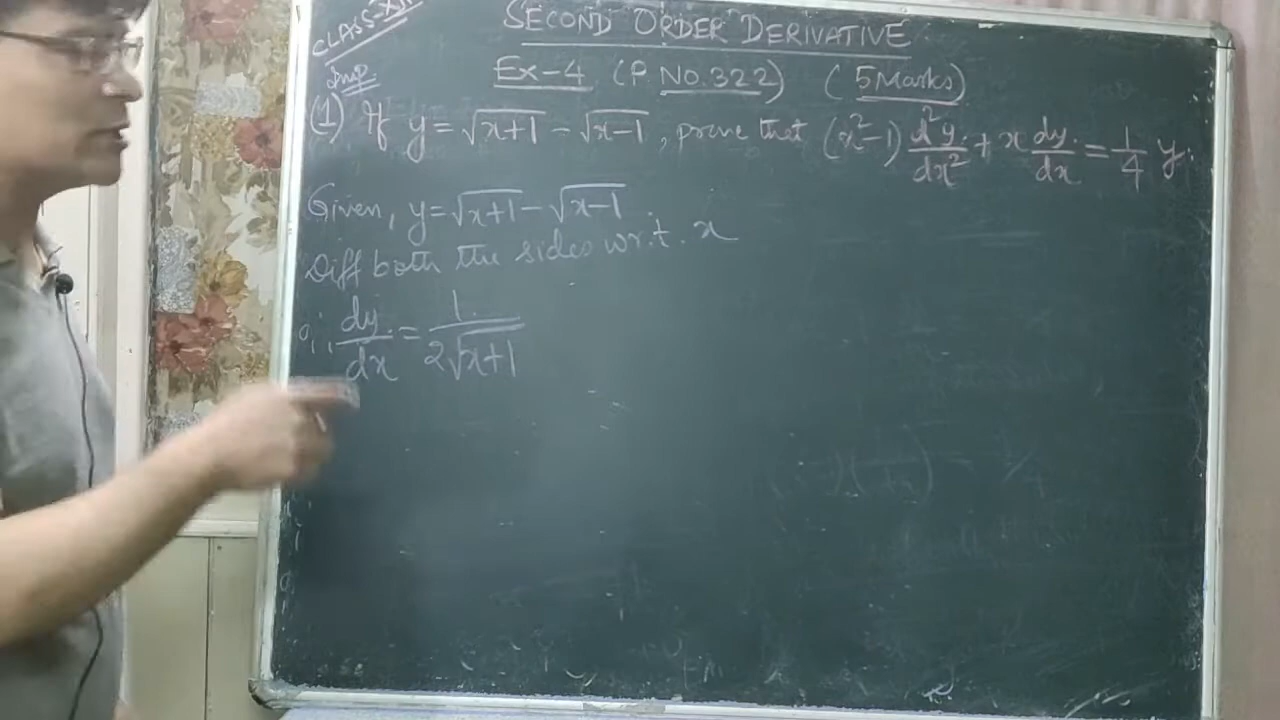 CLASS-XII
SECOND ORDER DERIVATIVE
Imp
Ex-4 (P. No.322) (5 Marks)
(1) If y = √(x+1) - √(x-1), prove that (x²-1) d²y/dx² + x dy/dx = 1/4 y.
Given, y = √(x+1) - √(x-1)
Diff both the sides w.r.t. x
dy/dx = 1/(2√(x+1))